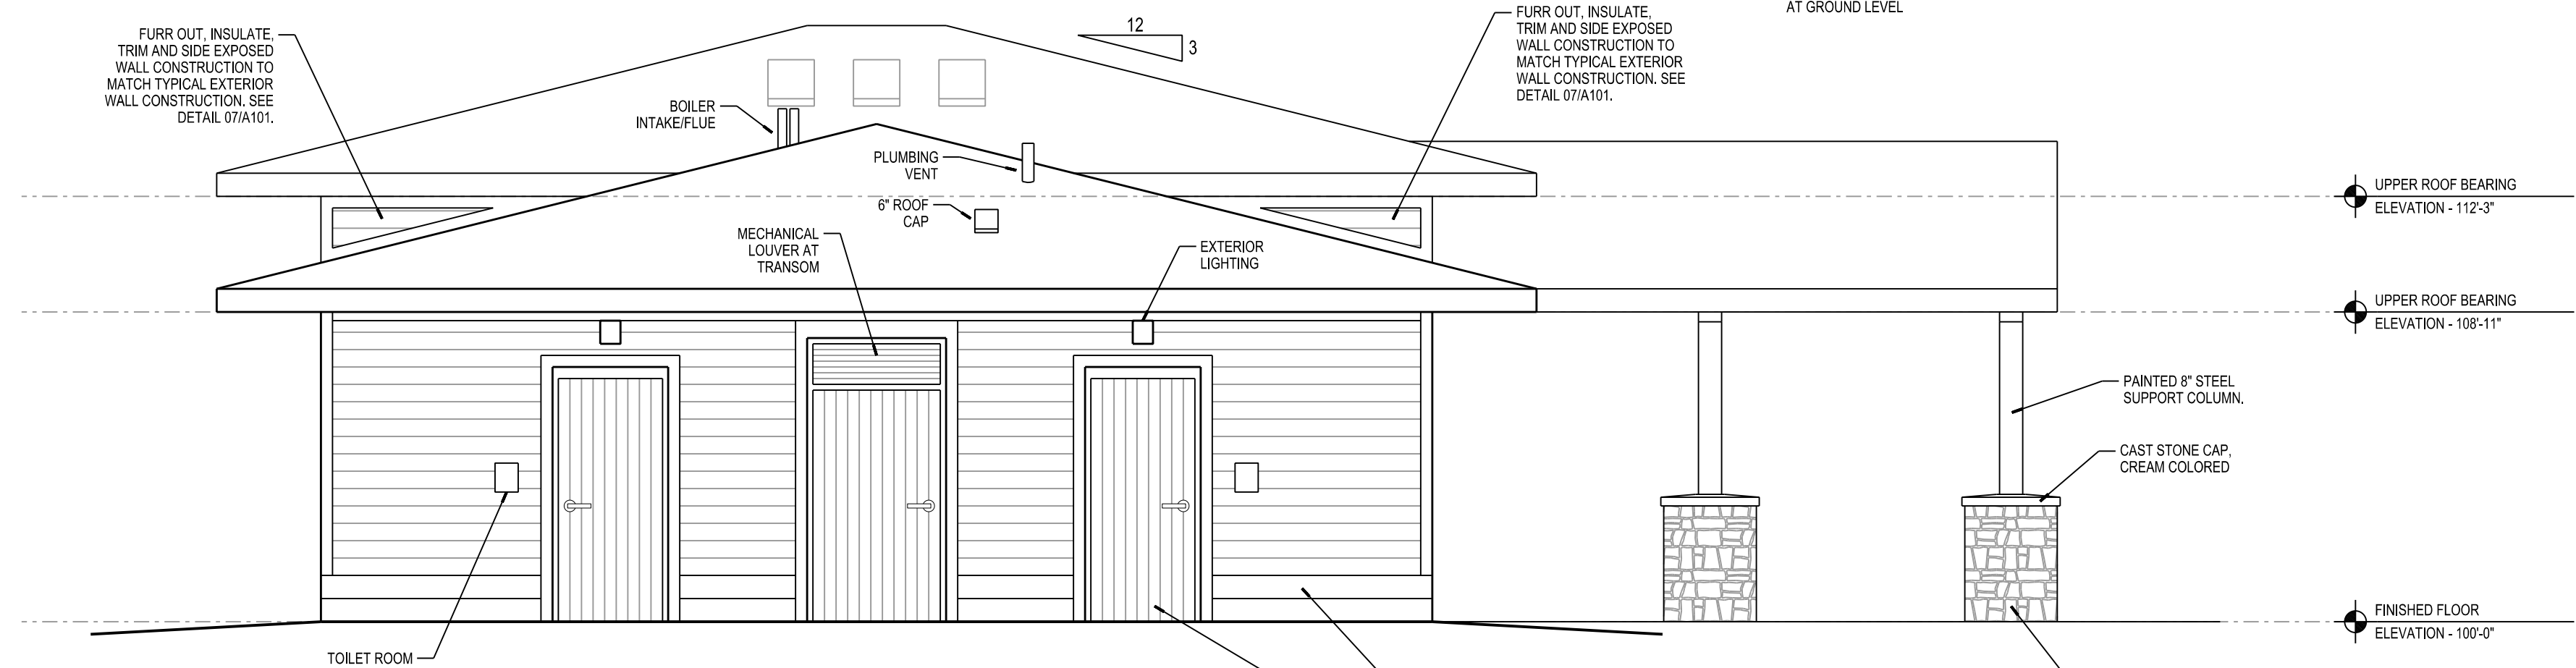 AT GROUND LEVEL
FURR OUT, INSULATE,
TRIM AND SIDE EXPOSED
WALL CONSTRUCTION TO
MATCH TYPICAL EXTERIOR
WALL CONSTRUCTION. SEE
DETAIL 07/A101.
12
3
FURR OUT, INSULATE,
TRIM AND SIDE EXPOSED
WALL CONSTRUCTION TO
MATCH TYPICAL EXTERIOR
WALL CONSTRUCTION. SEE
DETAIL 07/A101.
BOILER
INTAKE/FLUE
PLUMBING
VENT
6" ROOF
CAP
MECHANICAL
LOUVER AT
TRANSOM
EXTERIOR
LIGHTING
UPPER ROOF BEARING
ELEVATION - 112'-3"
UPPER ROOF BEARING
ELEVATION - 108'-11"
PAINTED 8" STEEL
SUPPORT COLUMN.
CAST STONE CAP,
CREAM COLORED
FINISHED FLOOR
ELEVATION - 100'-0"
TOILET ROOM